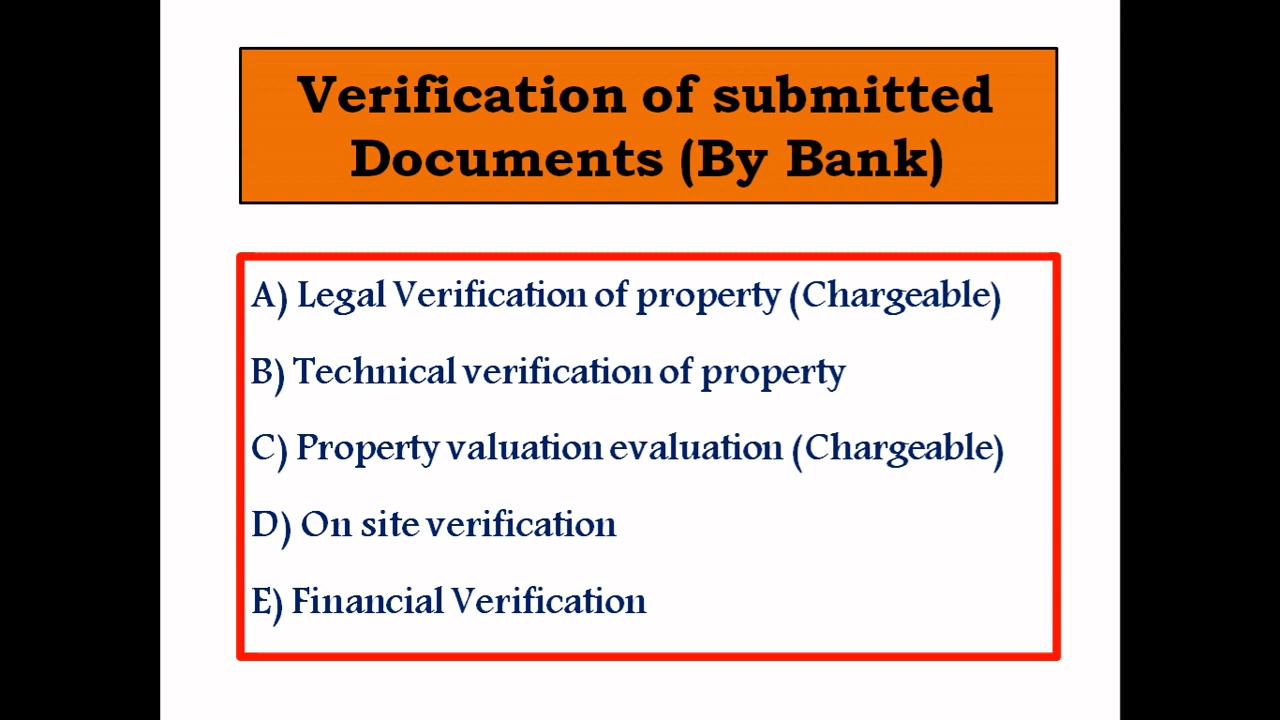 Verification of submitted
Documents (By Bank)
A) Legal Verification of property (Chargeable)
B) Technical verification of property
C) Property valuation evaluation (Chargeable)
D) On site verification
E) Financial Verification